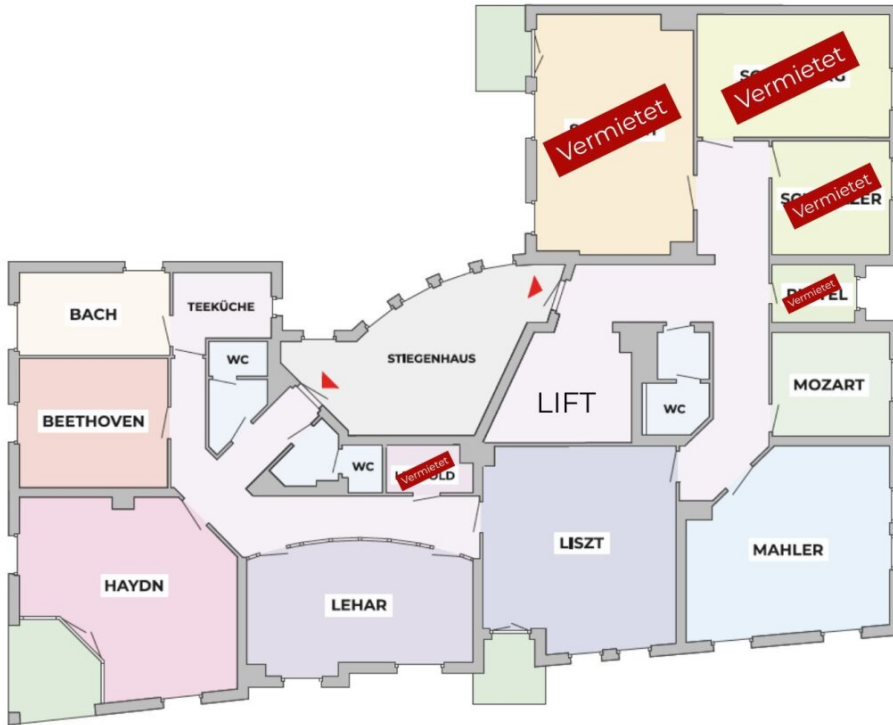 Vermietet
Vermietet
Vermietet
Vermietet
BACH
TEEKÜCHE
WC
STIEGENHAUS
BEETHOVEN
LIFT
WC
MOZART
WC
Vermietet
HAYDN
LEHAR
LISZT
MAHLER